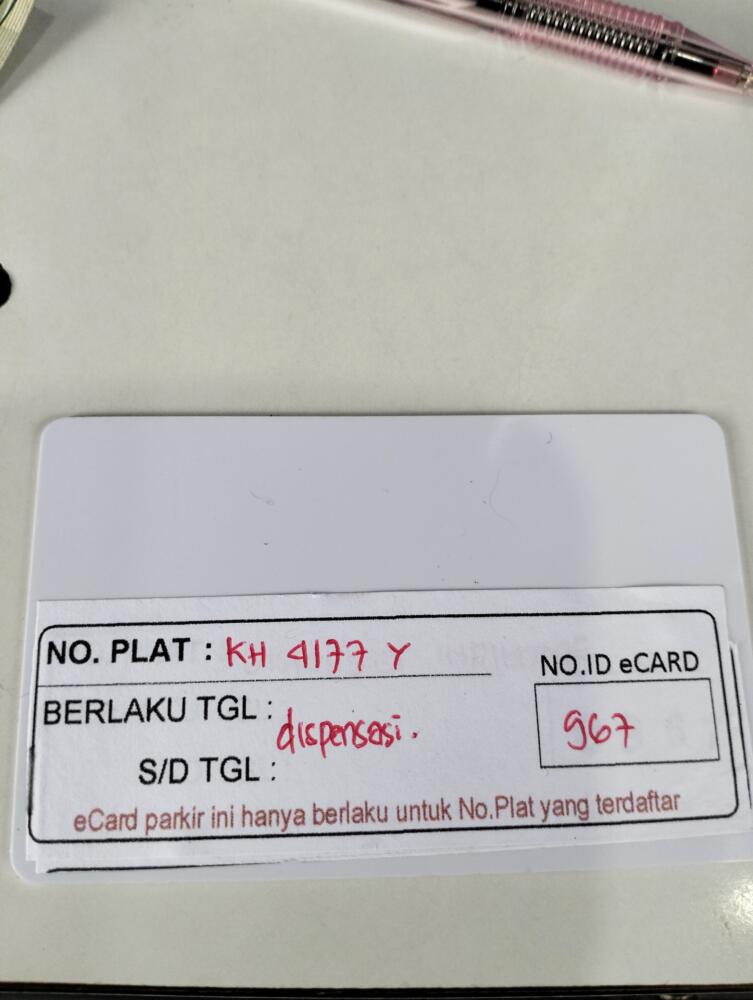 NO. PLAT : KH 4177 Y
NO.ID eCARD
BERLAKU TGL :
dispensasi.
967
S/D TGL :
eCard parkir ini hanya berlaku untuk No.Plat yang terdaftar